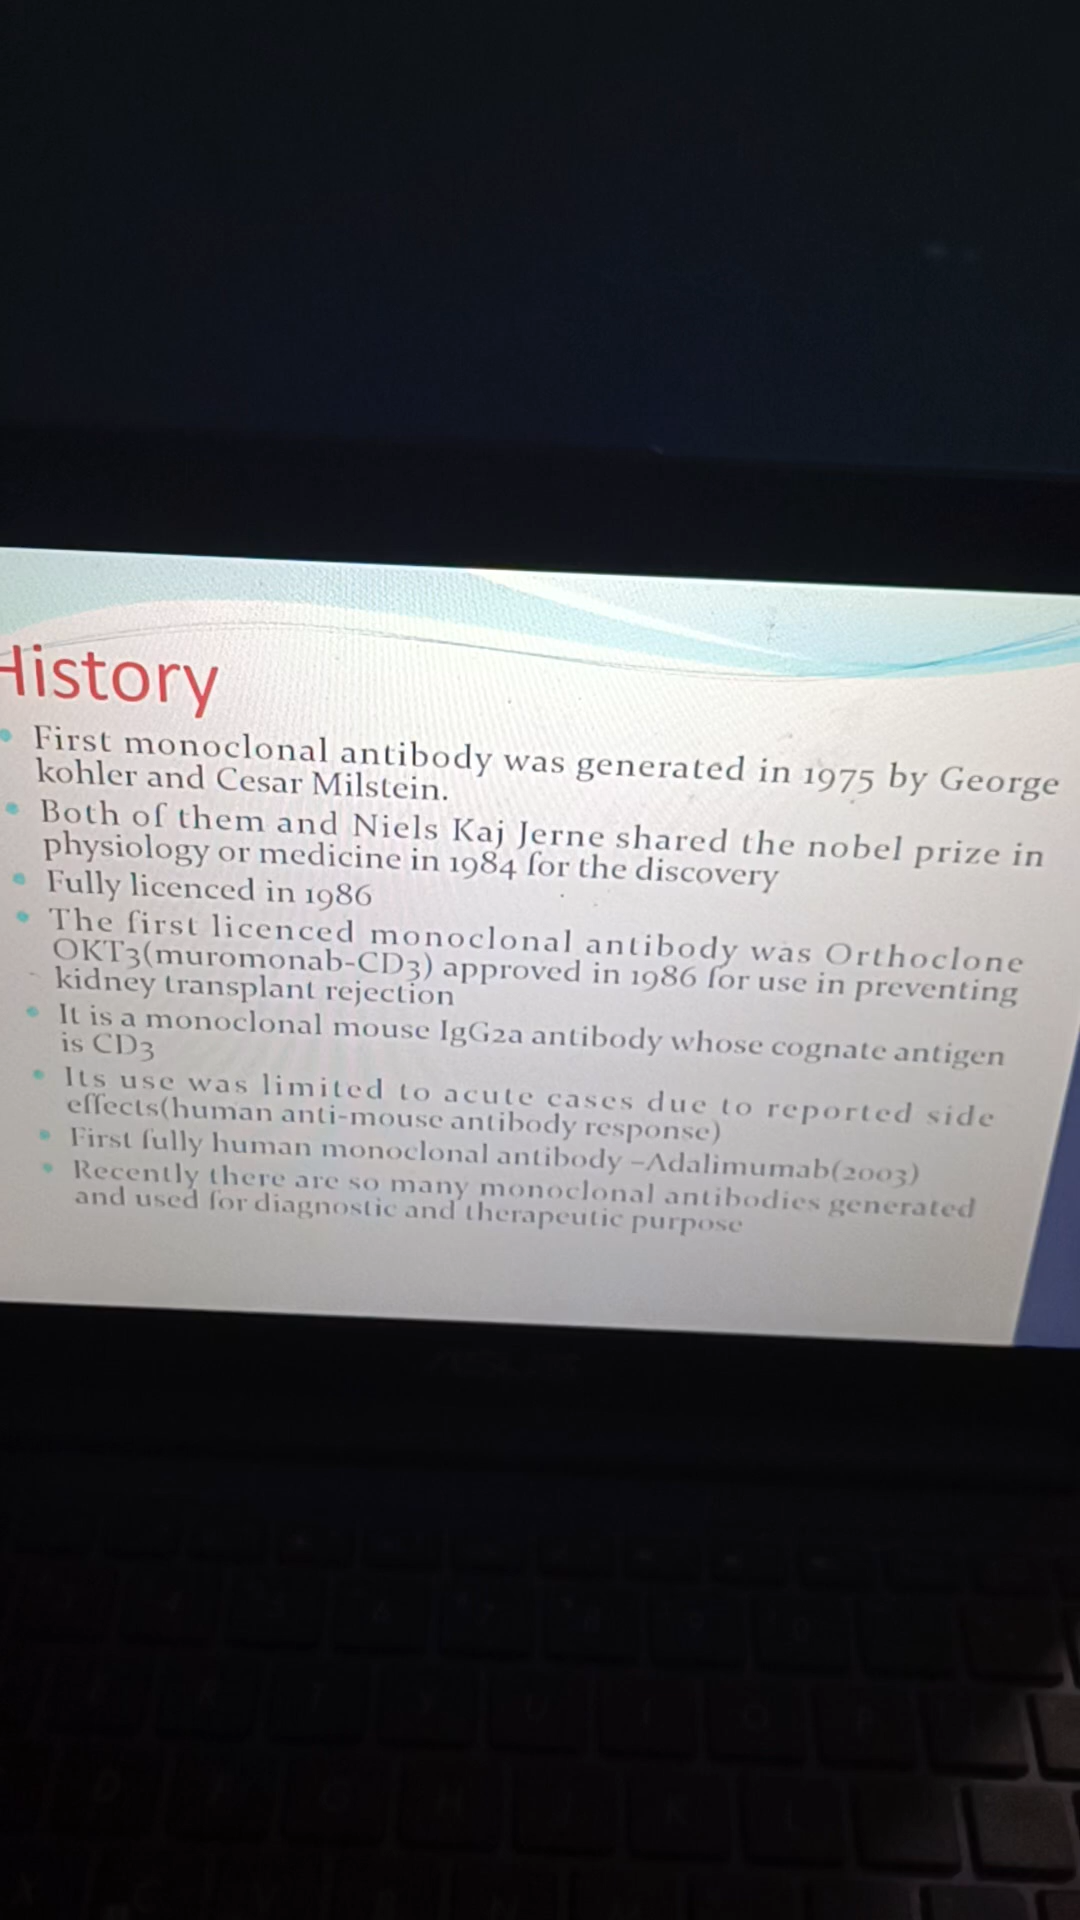 History
• First monoclonal antibody was generated in 1975 by George
kohler and Cesar Milstein.
• Both of them and Niels Kaj Jerne shared the nobel prize in
physiology or medicine in 1984 for the discovery
• Fully licenced in 1986
• The first licenced monoclonal antibody was Orthoclone
OKT3(muromonab-CD3) approved in 1986 for use in preventing
kidney transplant rejection
• It is a monoclonal mouse IgG2a antibody whose cognate antigen
is CD3
• Its use was limited to acute cases due to reported side
effects(human anti-mouse antibody response)
• First fully human monoclonal antibody –Adalimumab(2003)
• Recently there are so many monoclonal antibodies generated
and used for diagnostic and therapeutic purpose